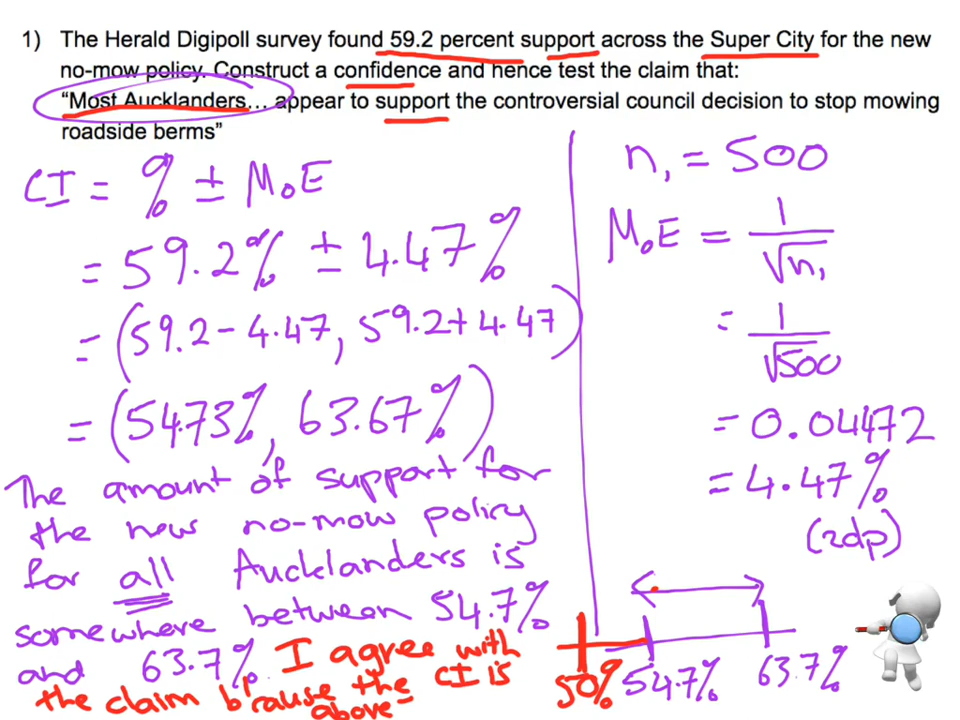 1) The Herald Digipoll survey found 59.2 percent support across the Super City for the new
no-mow policy. Construct a confidence and hence test the claim that:
"Most Aucklanders... appear to support the controversial council decision to stop mowing
roadside berms"
CI = % ± MoE
= 59.2% ± 4.47%
= (59.2 - 4.47, 59.2 + 4.47)
= (54.73%, 63.67%)
The amount of support for
the new no-mow policy
for all Aucklanders is
somewhere between 54.7%
and 63.7%. I agree with
the claim b'cause the CI is
above
n₁ = 500
MoE = 1/√n₁
= 1/√500
= 0.04472
= 4.47%
(2dp)
50% 54.7% 63.7%